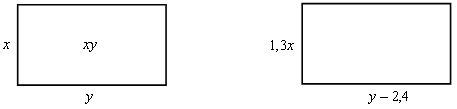 x
xy
y
1,3x
y – 2,4